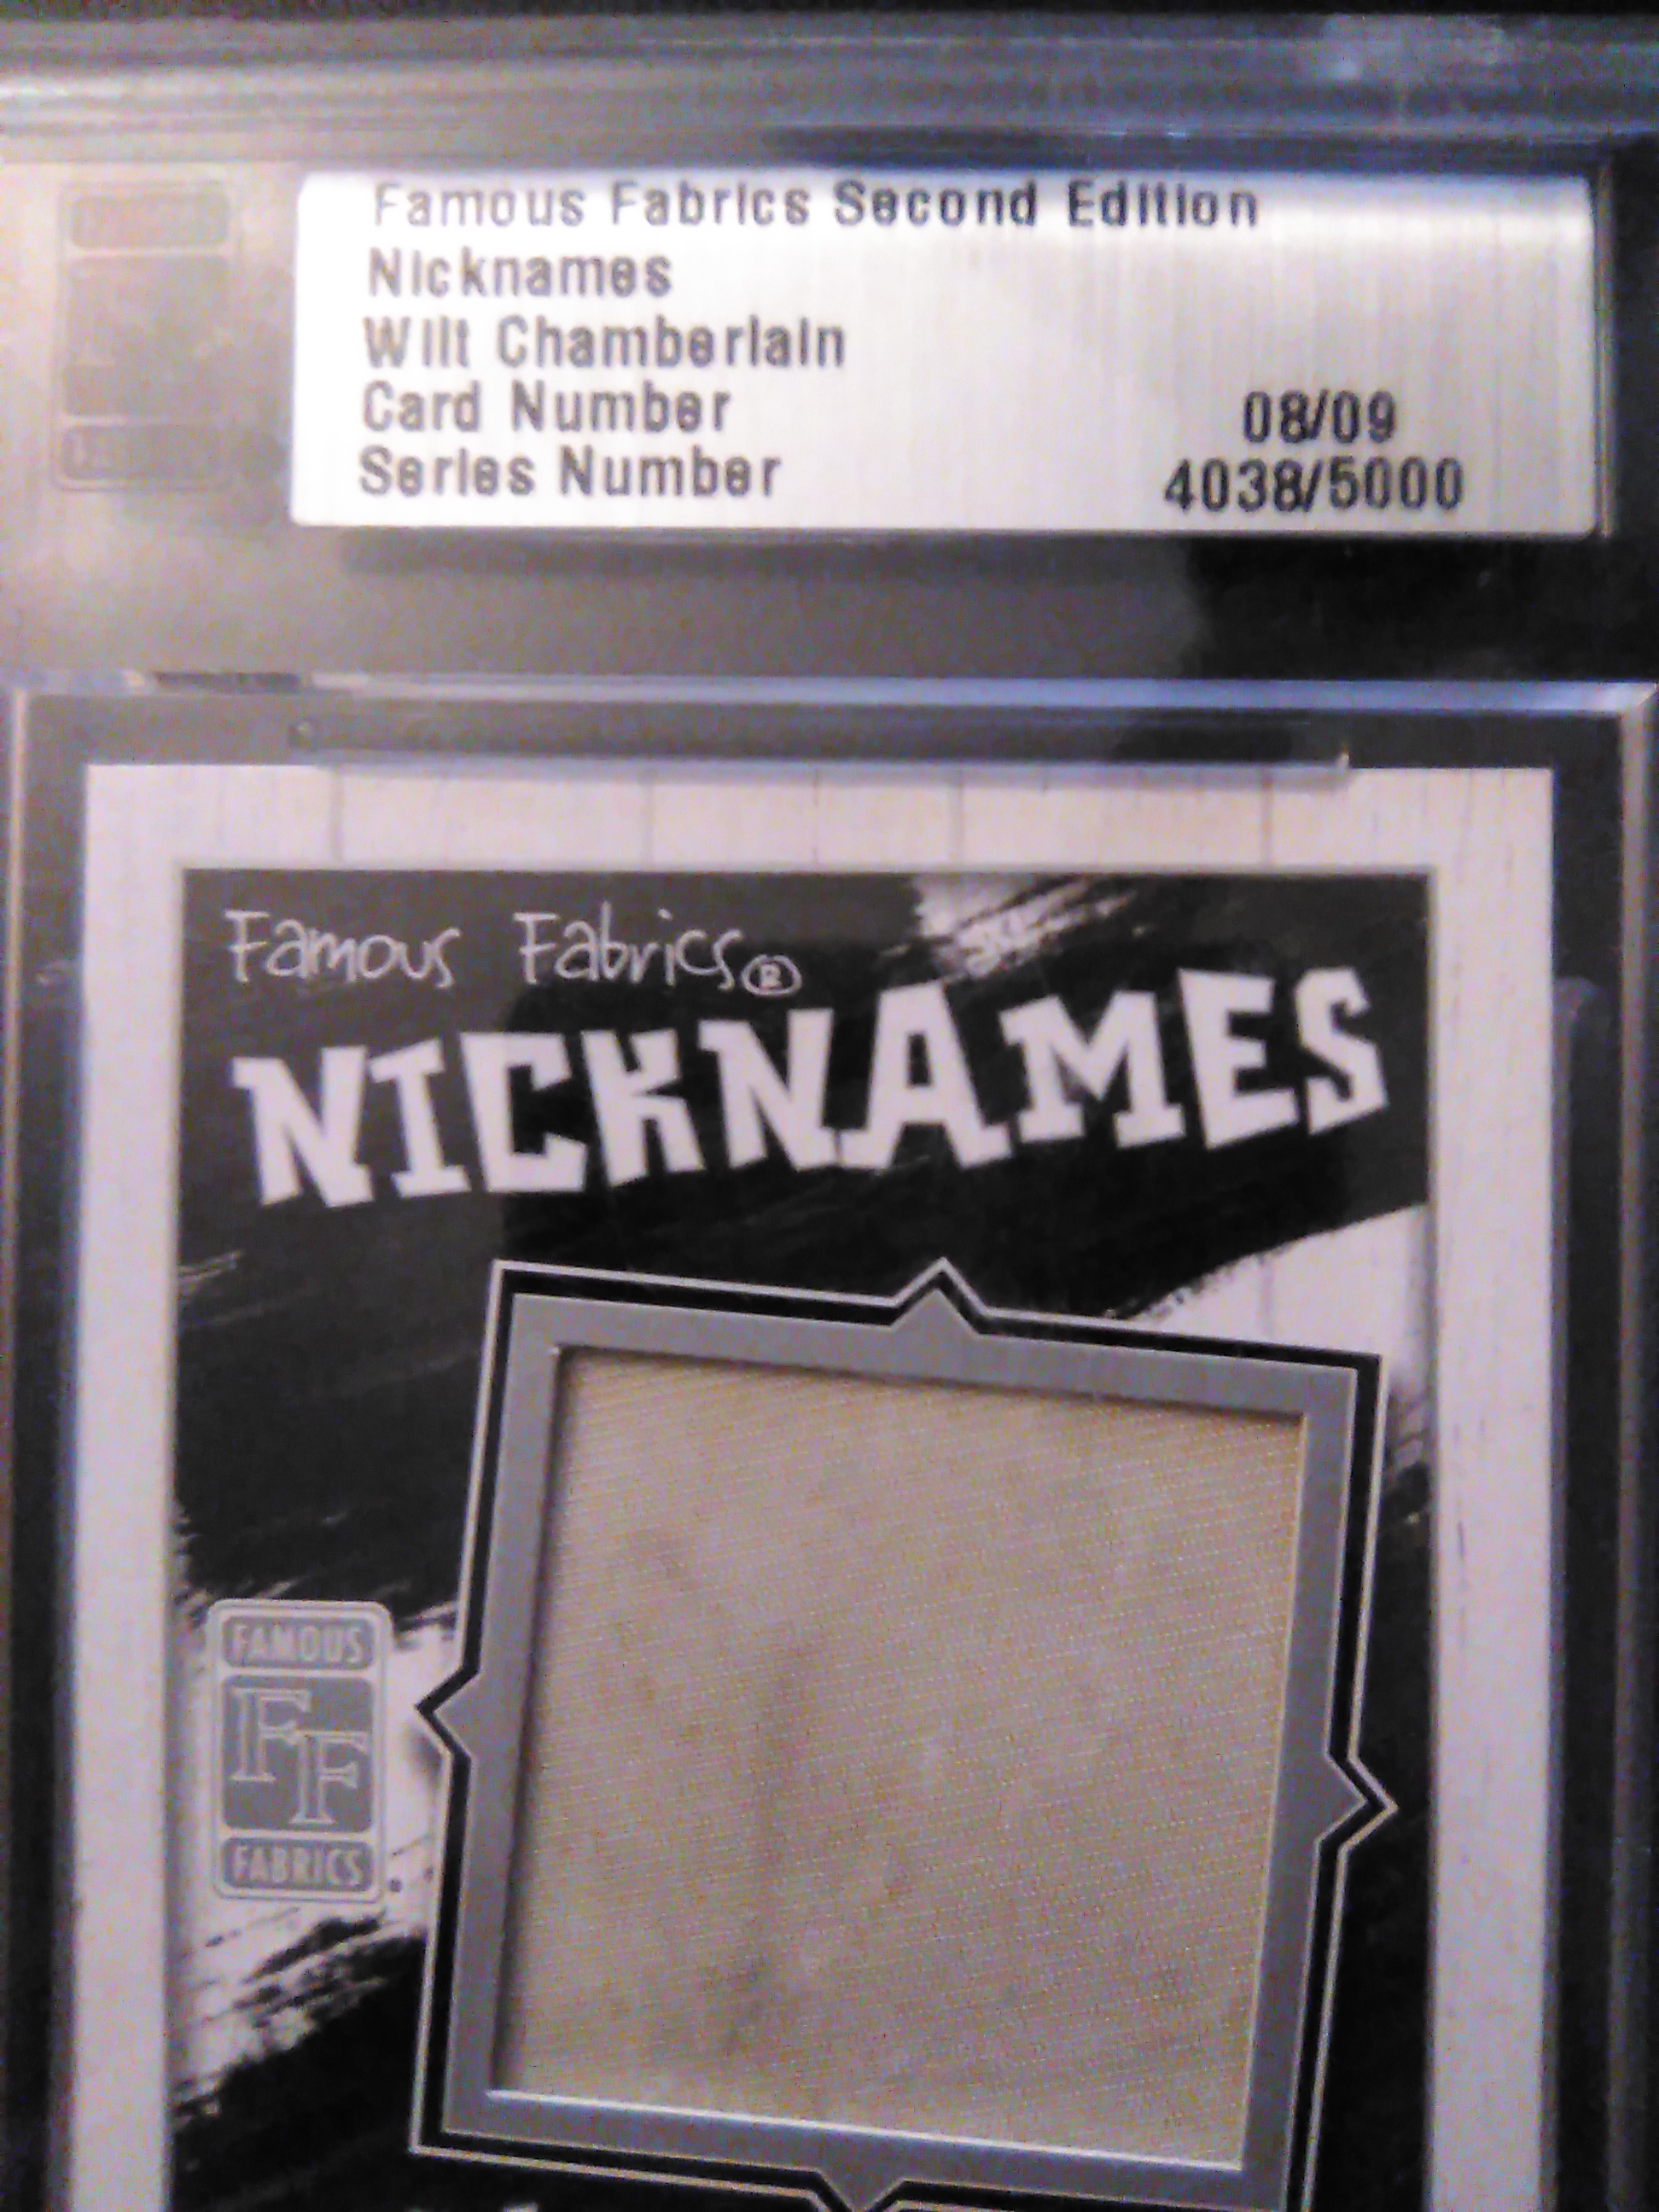 Famous Fabrics Second Edition
Nicknames
Wilt Chamberlain
Card Number 08/09
Series Number 4038/5000
Famous Fabrics®
NICKNAMES
FAMOUS
FF
FABRICS